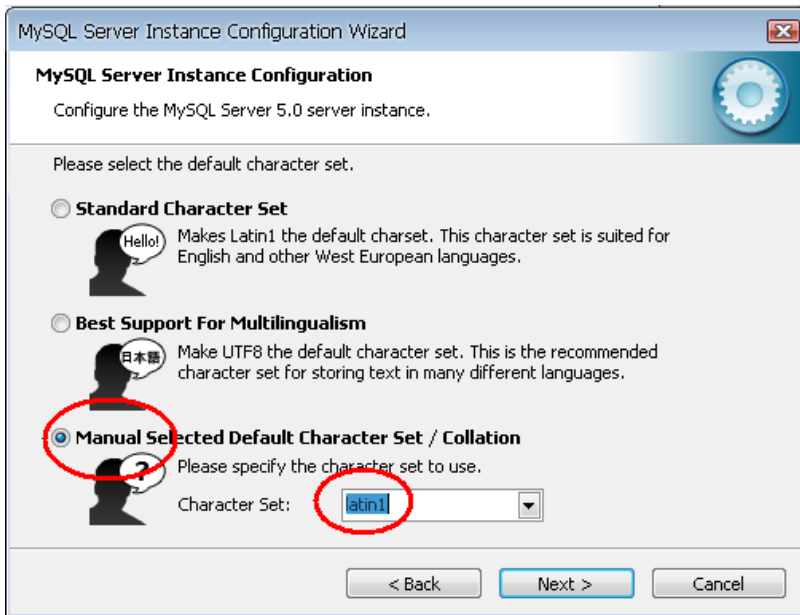 MySQL Server Instance Configuration Wizard
MySQL Server Instance Configuration
Configure the MySQL Server 5.0 server instance.
Please select the default character set.
Standard Character Set
Hello!
Makes Latin1 the default charset. This character set is suited for
English and other West European languages.
Best Support For Multilingualism
日本語
Make UTF8 the default character set. This is the recommended
character set for storing text in many different languages.
Manual Selected Default Character Set / Collation
?
Please specify the character set to use.
Character Set: latin1
< Back Next > Cancel